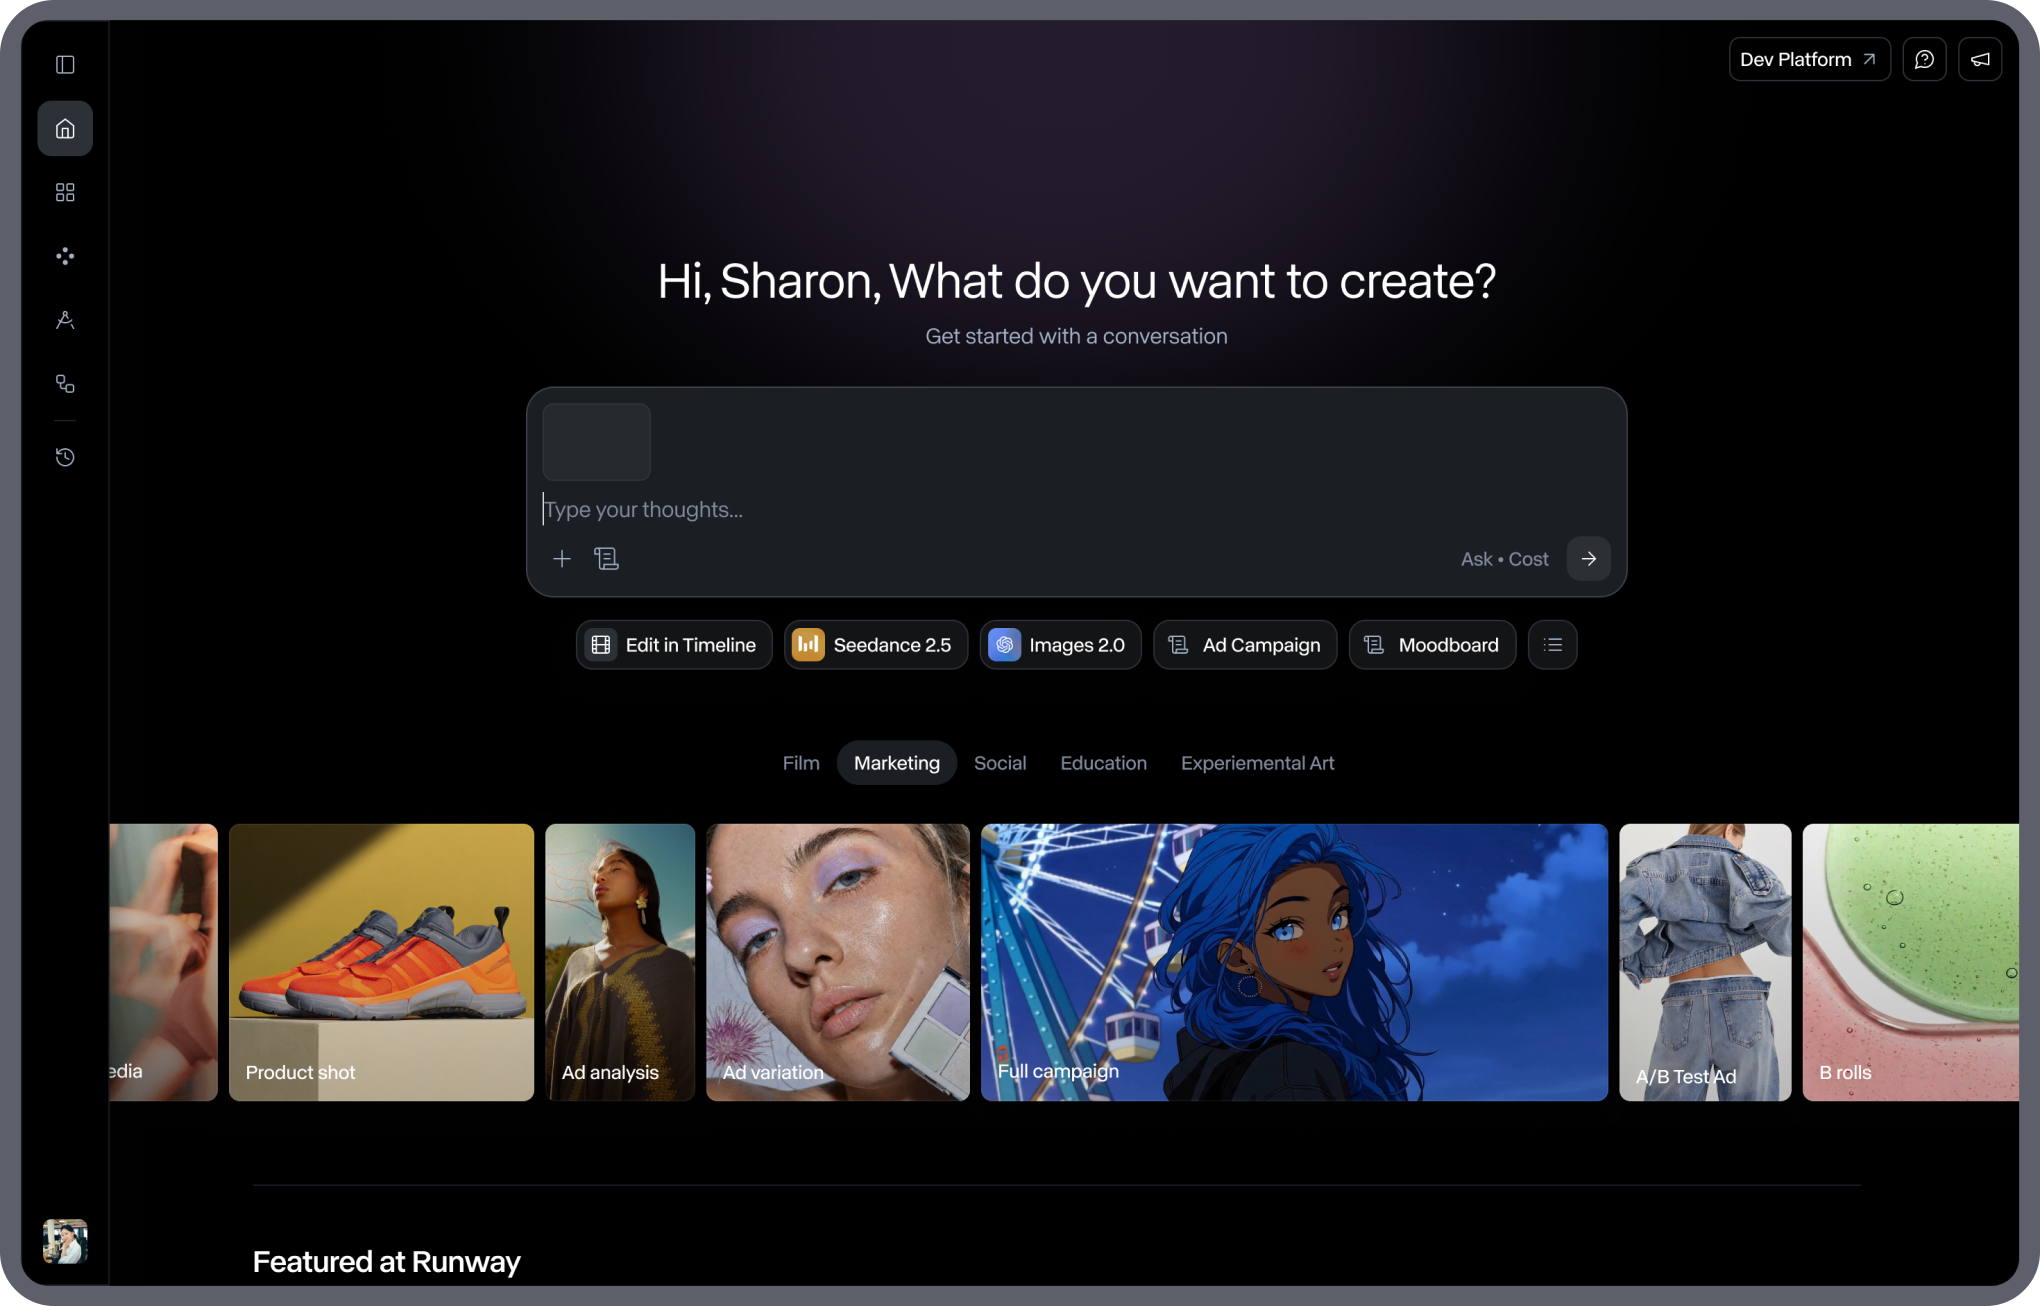 Dev Platform
Hi, Sharon, What do you want to create?
Get started with a conversation
Type your thoughts...
Ask • Cost
Edit in Timeline
Seedance 2.5
Images 2.0
Ad Campaign
Moodboard
Film
Marketing
Social
Education
Experiemental Art
edia
Product shot
Ad analysis
Ad variation
Full campaign
A/B Test Ad
B rolls
Featured at Runway